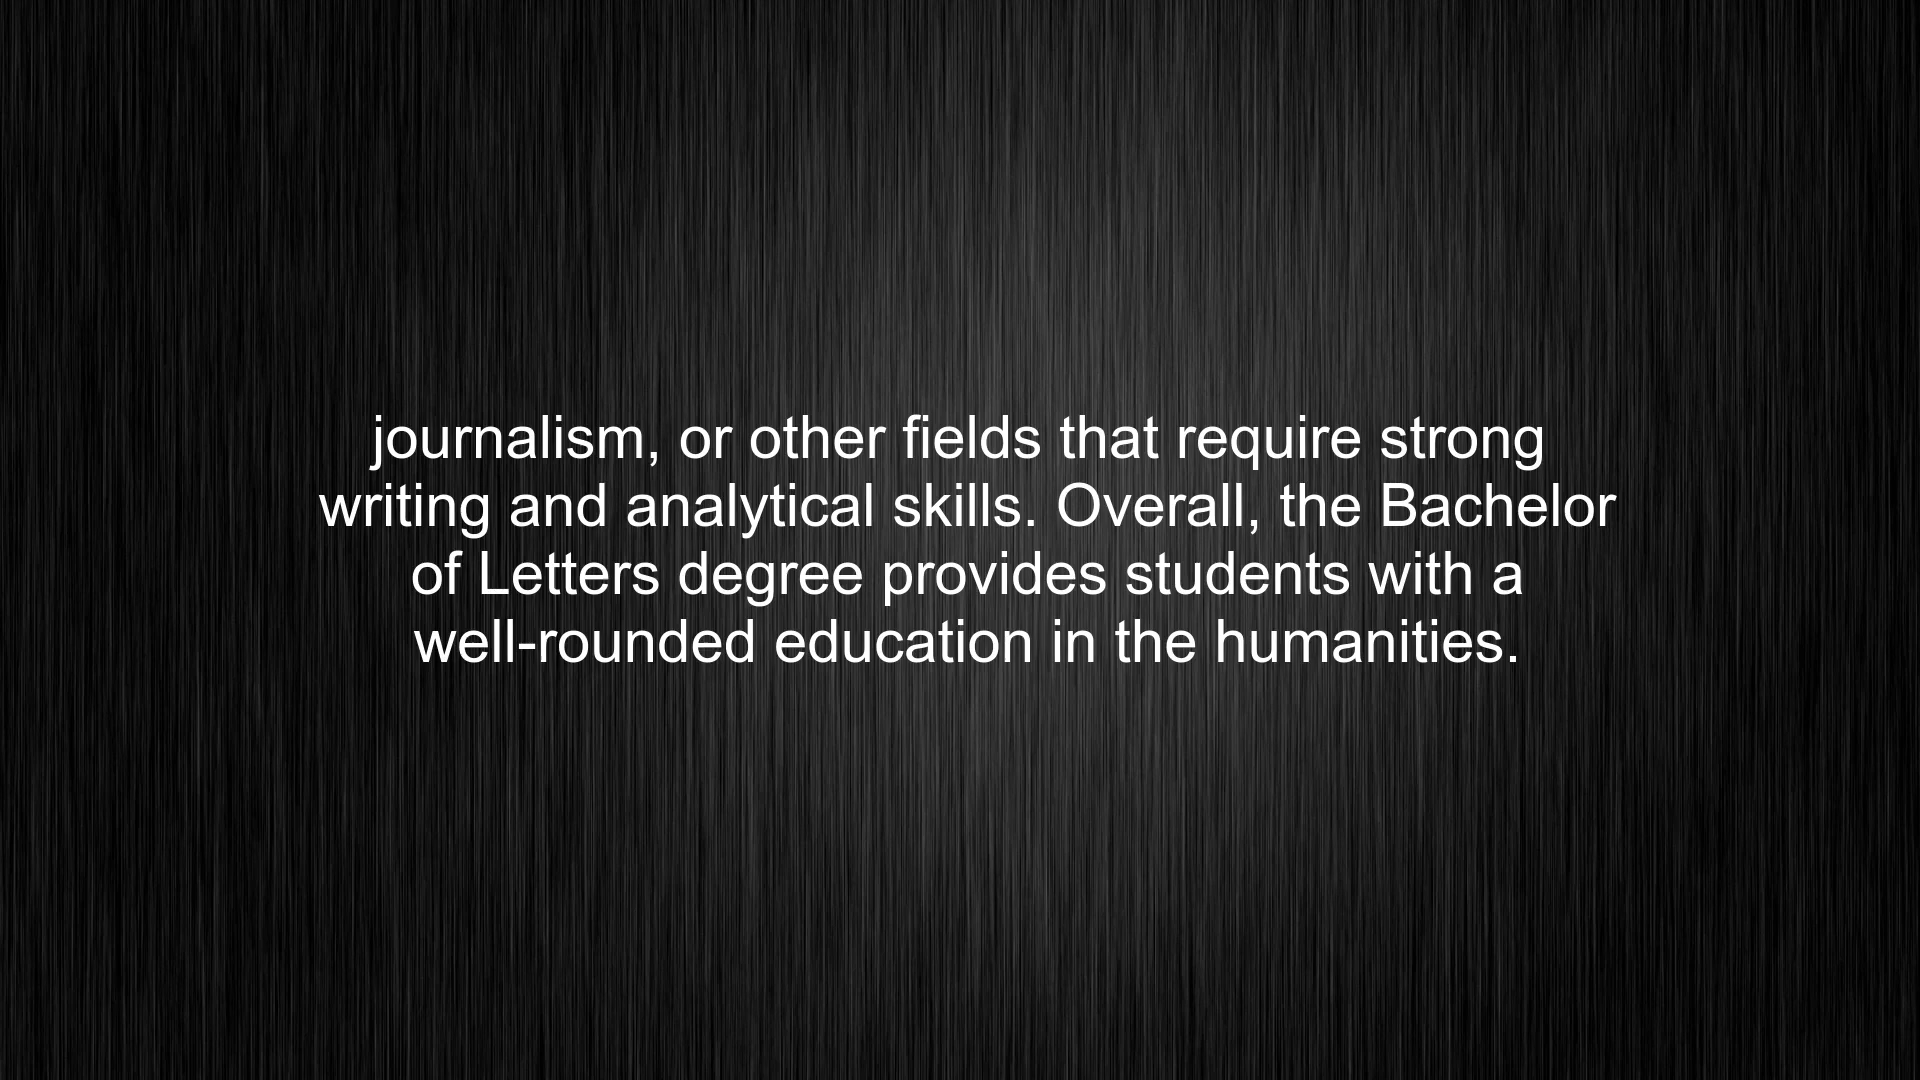 journalism, or other fields that require strong
writing and analytical skills. Overall, the Bachelor
of Letters degree provides students with a
well-rounded education in the humanities.